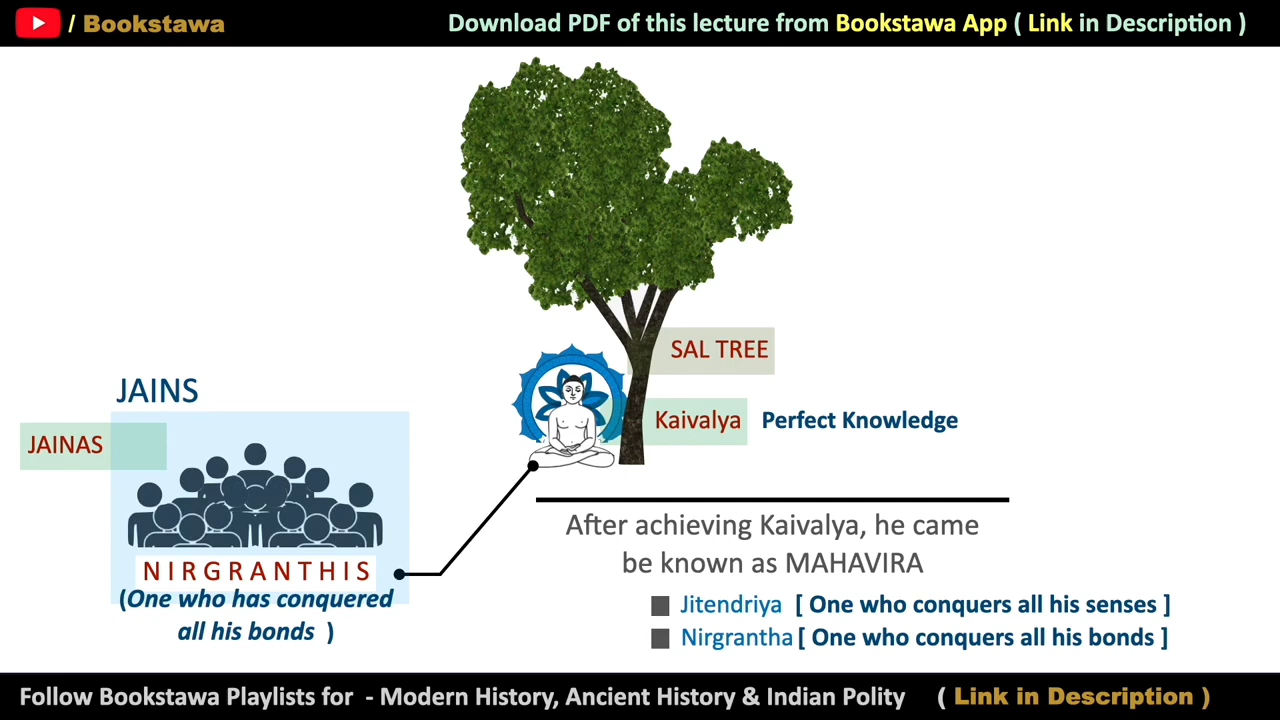 / Bookstawa
Download PDF of this lecture from Bookstawa App ( Link in Description )
SAL TREE
Kaivalya Perfect Knowledge
JAINS
JAINAS
NIRGRANTHIS
(One who has conquered
all his bonds )
After achieving Kaivalya, he came
be known as MAHAVIRA
Jitendriya [ One who conquers all his senses ]
Nirgrantha [ One who conquers all his bonds ]
Follow Bookstawa Playlists for - Modern History, Ancient History & Indian Polity ( Link in Description )